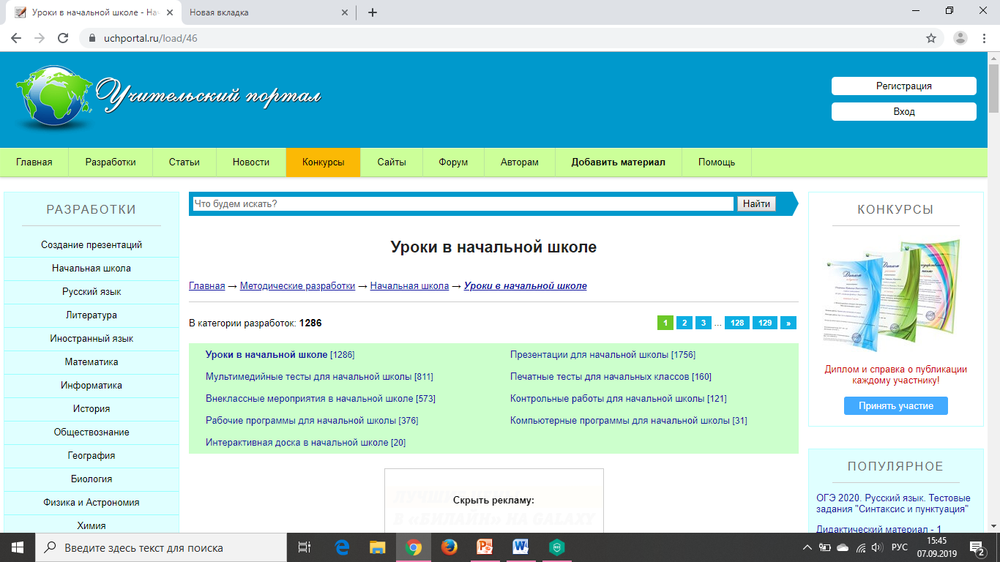 Уроки в начальной школе - Нач
Новая вкладка
uchportal.ru/load/46
Учительский портал
Регистрация
Вход
Главная
Разработки
Статьи
Новости
Конкурсы
Сайты
Форум
Авторам
Добавить материал
Помощь
РАЗРАБОТКИ
Создание презентаций
Начальная школа
Русский язык
Литература
Иностранный язык
Математика
Информатика
История
Обществознание
География
Биология
Физика и Астрономия
Химия
Что будем искать?
Найти
Уроки в начальной школе
Главная → Методические разработки → Начальная школа → Уроки в начальной школе
В категории разработок: 1286
1 2 3 ... 128 129 »
Уроки в начальной школе [1286]
Презентации для начальной школы [1756]
Мультимедийные тесты для начальной школы [811]
Печатные тесты для начальных классов [160]
Внеклассные мероприятия в начальной школе [573]
Контрольные работы для начальной школы [121]
Рабочие программы для начальной школы [376]
Компьютерные программы для начальной школы [31]
Интерактивная доска в начальной школе [20]
Скрыть рекламу:
В «БИЛАЙН» НА GALAXY
КОНКУРСЫ
Диплом
Диплом
Диплом и справка о публикации
каждому участнику!
Принять участие
ПОПУЛЯРНОЕ
ОГЭ 2020. Русский язык. Тестовые
задания "Синтаксис и пунктуация"
Дидактический материал - 1
Введите здесь текст для поиска
РУС
15:45
07.09.2019
2